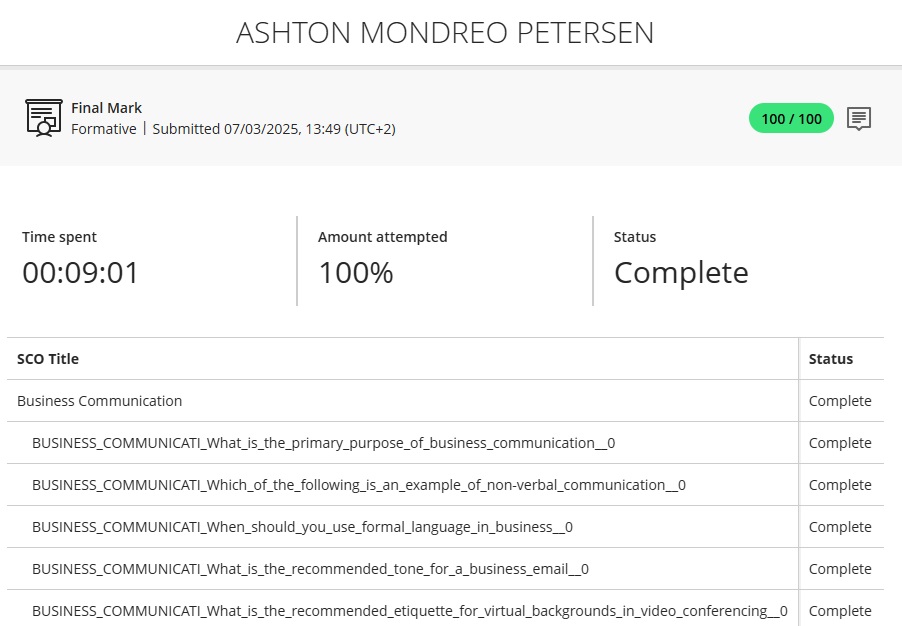 ASHTON MONDREO PETERSEN
Final Mark
Formative | Submitted 07/03/2025, 13:49 (UTC+2)
100 / 100
Time spent
00:09:01
Amount attempted
100%
Status
Complete
SCO Title Status
Business Communication Complete
BUSINESS_COMMUNICATI_What_is_the_primary_purpose_of_business_communication__0 Complete
BUSINESS_COMMUNICATI_Which_of_the_following_is_an_example_of_non-verbal_communication__0 Complete
BUSINESS_COMMUNICATI_When_should_you_use_formal_language_in_business__0 Complete
BUSINESS_COMMUNICATI_What_is_the_recommended_tone_for_a_business_email__0 Complete
BUSINESS_COMMUNICATI_What_is_the_recommended_etiquette_for_virtual_backgrounds_in_video_conferencing__0 Complete